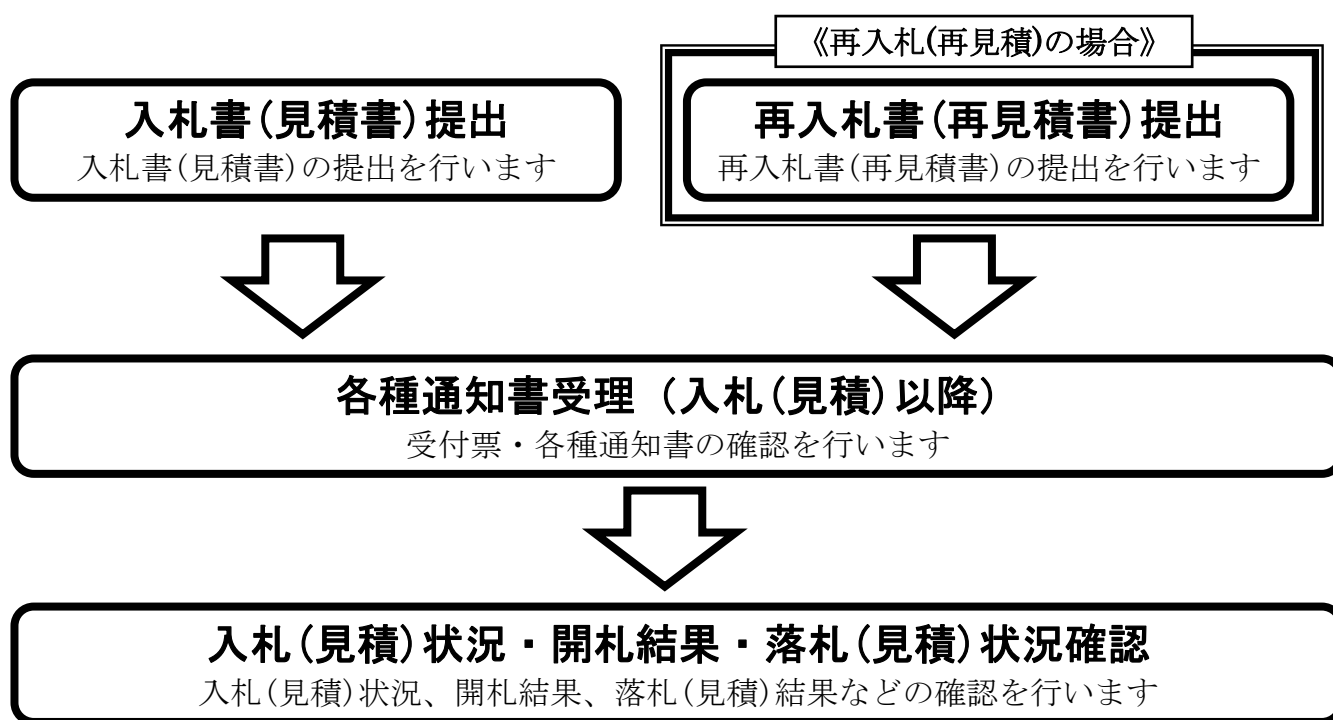 《再入札(再見積)の場合》
入札書(見積書)提出
入札書(見積書)の提出を行います
再入札書(再見積書)提出
再入札書(再見積書)の提出を行います
各種通知書受理（入札(見積)以降）
受付票・各種通知書の確認を行います
入札(見積)状況・開札結果・落札(見積)状況確認
入札(見積)状況、開札結果、落札(見積)結果などの確認を行います